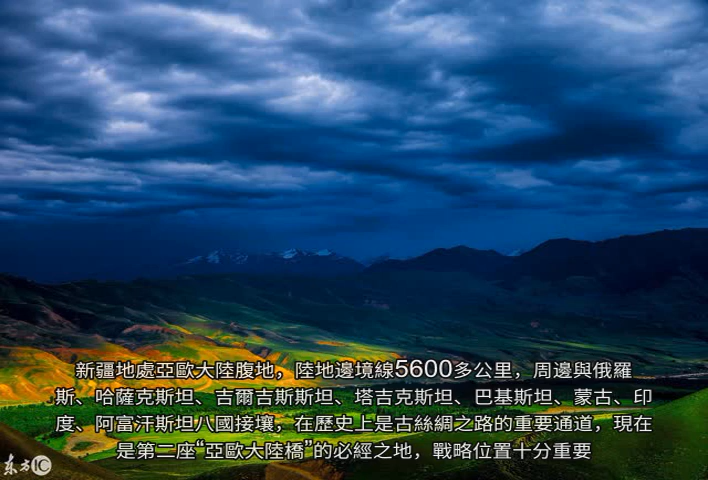 新疆地處亞歐大陸腹地，陸地邊境線5600多公里，周邊與俄羅
斯、哈薩克斯坦、吉爾吉斯斯坦、塔吉克斯坦、巴基斯坦、蒙古、印
度、阿富汗斯坦八國接壤，在歷史上是古絲綢之路的重要通道，現在
是第二座“亞歐大陸橋”的必經之地，戰略位置十分重要
东方IC